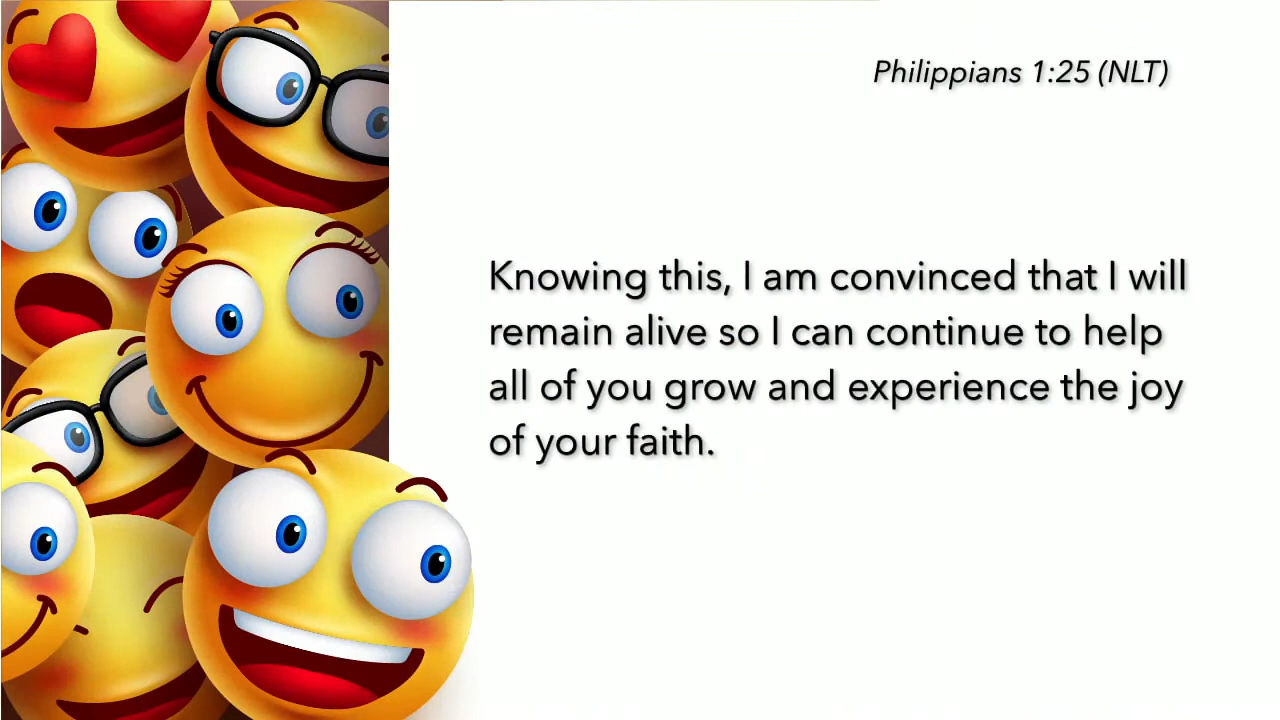 Philippians 1:25 (NLT)
Knowing this, I am convinced that I will
remain alive so I can continue to help
all of you grow and experience the joy
of your faith.